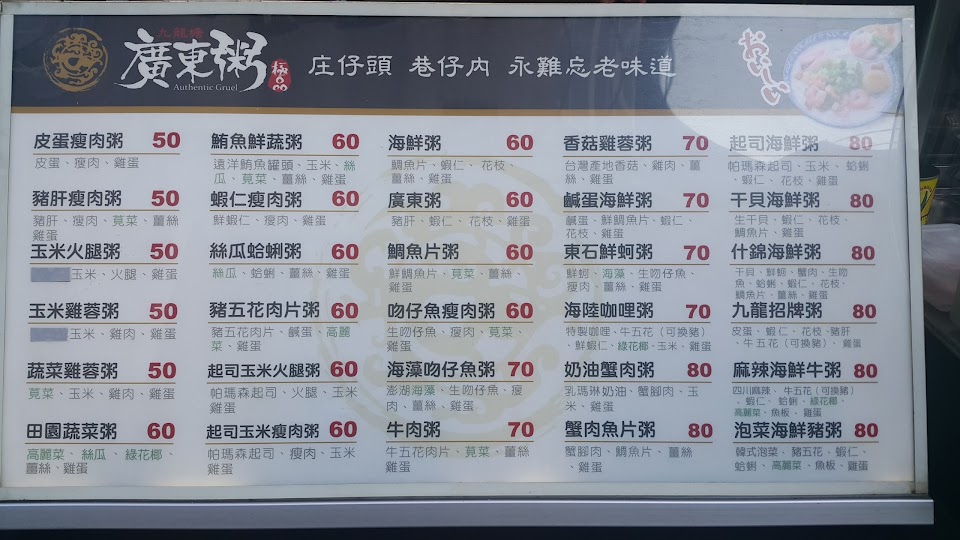 九龍城
廣東粥
Authentic Gruel
極品
庄仔頭 巷仔內 永難忘老味道
おいしい
皮蛋瘦肉粥 50
皮蛋、瘦肉、雞蛋
豬肝瘦肉粥 50
豬肝、瘦肉、莧菜、薑絲
雞蛋
玉米火腿粥 50
玉米、火腿、雞蛋
玉米雞蓉粥 50
玉米、雞肉、雞蛋
蔬菜雞蓉粥 50
莧菜、玉米、雞肉、雞蛋
田園蔬菜粥 60
高麗菜、絲瓜、綠花椰、
薑絲、雞蛋
鮪魚鮮蔬粥 60
遠洋鮪魚罐頭、玉米、絲
瓜、莧菜、薑絲、雞蛋
蝦仁瘦肉粥 60
鮮蝦仁、瘦肉、雞蛋
絲瓜蛤蜊粥 60
絲瓜、蛤蜊、薑絲、雞蛋
豬五花肉片粥 60
豬五花肉片、鹹蛋、高麗
菜、雞蛋
起司玉米火腿粥 60
帕瑪森起司、火腿、玉米
雞蛋
起司玉米瘦肉粥 60
帕瑪森起司、瘦肉、玉米
雞蛋
海鮮粥 60
鯛魚片、蝦仁、花枝、
薑絲、雞蛋
廣東粥 60
豬肝、蝦仁、花枝、雞蛋
鯛魚片粥 60
鮮鯛魚片、莧菜、薑絲、
雞蛋
吻仔魚瘦肉粥 60
生吻仔魚、瘦肉、莧菜、
雞蛋
海藻吻仔魚粥 70
澎湖海藻、生吻仔魚、瘦
肉、薑絲、雞蛋
牛肉粥 70
牛五花肉片、莧菜、薑絲
雞蛋
香菇雞蓉粥 70
台灣產地香菇、雞肉、薑
絲、雞蛋
鹹蛋海鮮粥 70
鹹蛋、鮮鯛魚片、蝦仁、
花枝、雞蛋
東石鮮蚵粥 70
鮮蚵、海藻、生吻仔魚、
瘦肉、薑絲、雞蛋
海陸咖哩粥 70
特製咖哩、牛五花（可換豬）
、鮮蝦仁、綠花椰、玉米、雞蛋
奶油蟹肉粥 80
乳瑪琳奶油、蟹腳肉、玉
米、雞蛋
蟹肉魚片粥 80
蟹腳肉、鯛魚片、薑絲
、雞蛋
起司海鮮粥 80
帕瑪森起司、玉米、蛤蜊
、蝦仁、花枝、雞蛋
干貝海鮮粥 80
生干貝、蝦仁、花枝、
鯛魚片、雞蛋
什錦海鮮粥 80
干貝、鮮蚵、蟹肉、生吻
魚、蛤蜊、蝦仁、花枝、
鯛魚片、薑絲、雞蛋
九龍招牌粥 80
皮蛋、蝦仁、花枝、豬肝
、牛五花（可換豬）、雞蛋
麻辣海鮮牛粥 80
四川麻辣、牛五花（可換豬）
、蝦仁、蛤蜊、綠花椰、
高麗菜、魚板、雞蛋
泡菜海鮮豬粥 80
韓式泡菜、豬五花、蝦仁、
蛤蜊、高麗菜、魚板、雞蛋